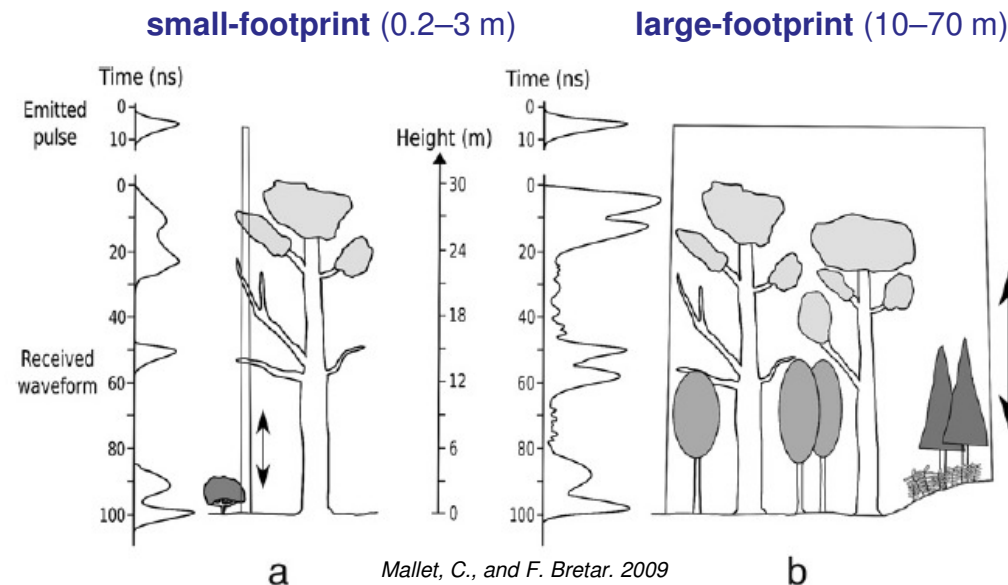 small-footprint (0.2–3 m)
large-footprint (10–70 m)
Time (ns)
Emitted
pulse
0
10
Received
waveform
0
20
40
60
80
100
Height (m)
30
24
18
12
6
0
a
Time (ns)
0
10
0
20
40
60
80
100
b
Mallet, C., and F. Bretar. 2009